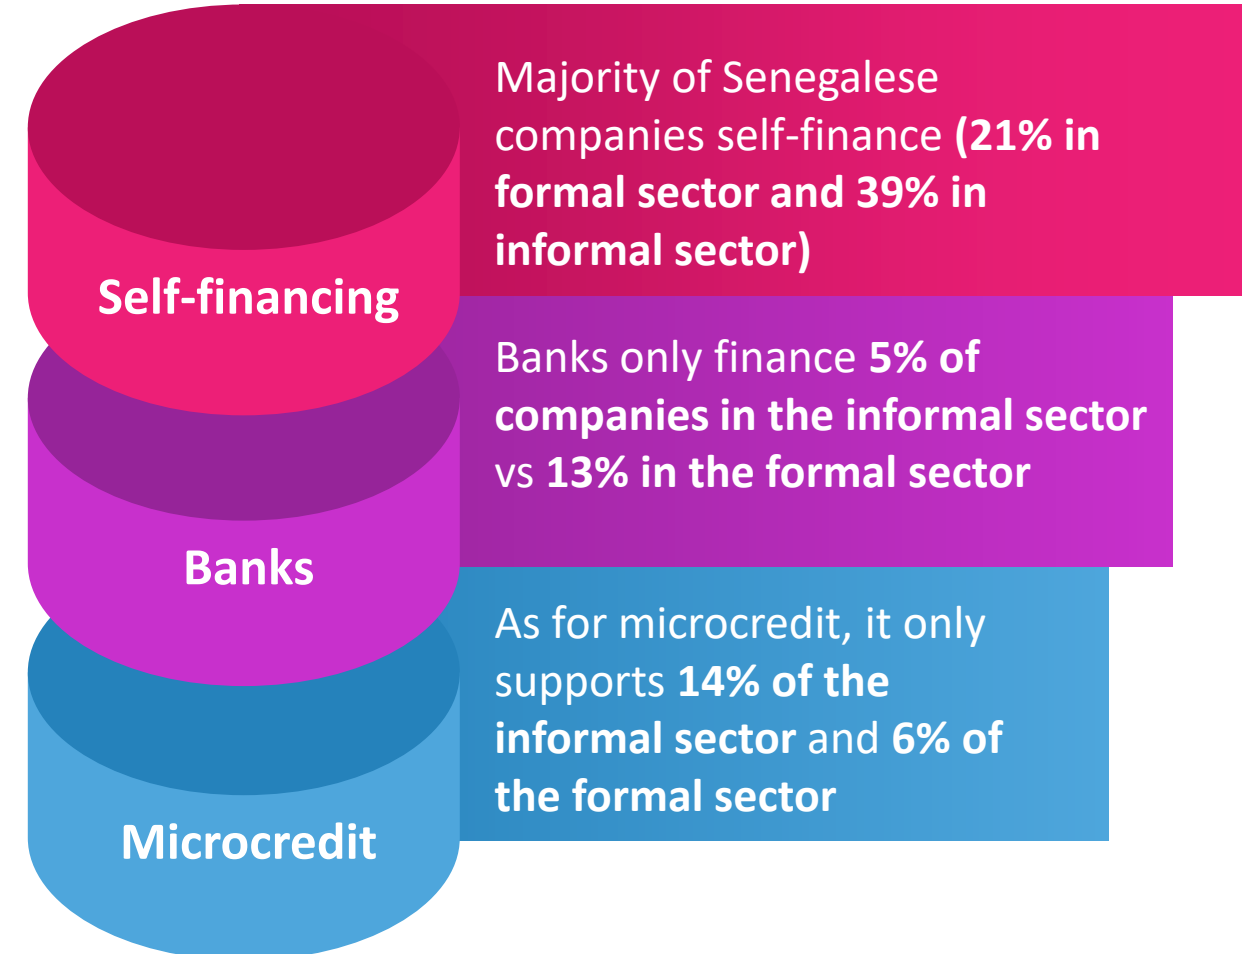 Majority of Senegalese
companies self-finance (21% in
formal sector and 39% in
informal sector)
Self-financing
Banks only finance 5% of
companies in the informal sector
vs 13% in the formal sector
Banks
As for microcredit, it only
supports 14% of the
informal sector and 6% of
the formal sector
Microcredit